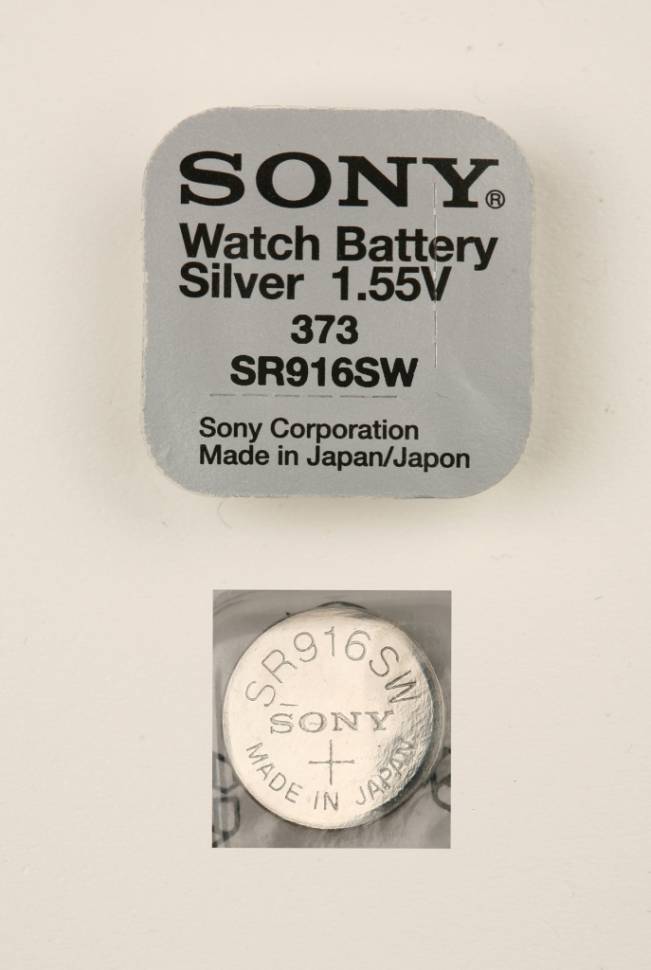 SONY®
Watch Battery
Silver 1.55V
373
SR916SW
Sony Corporation
Made in Japan/Japon
SR916SW
SONY
+
MADE IN JAPAN